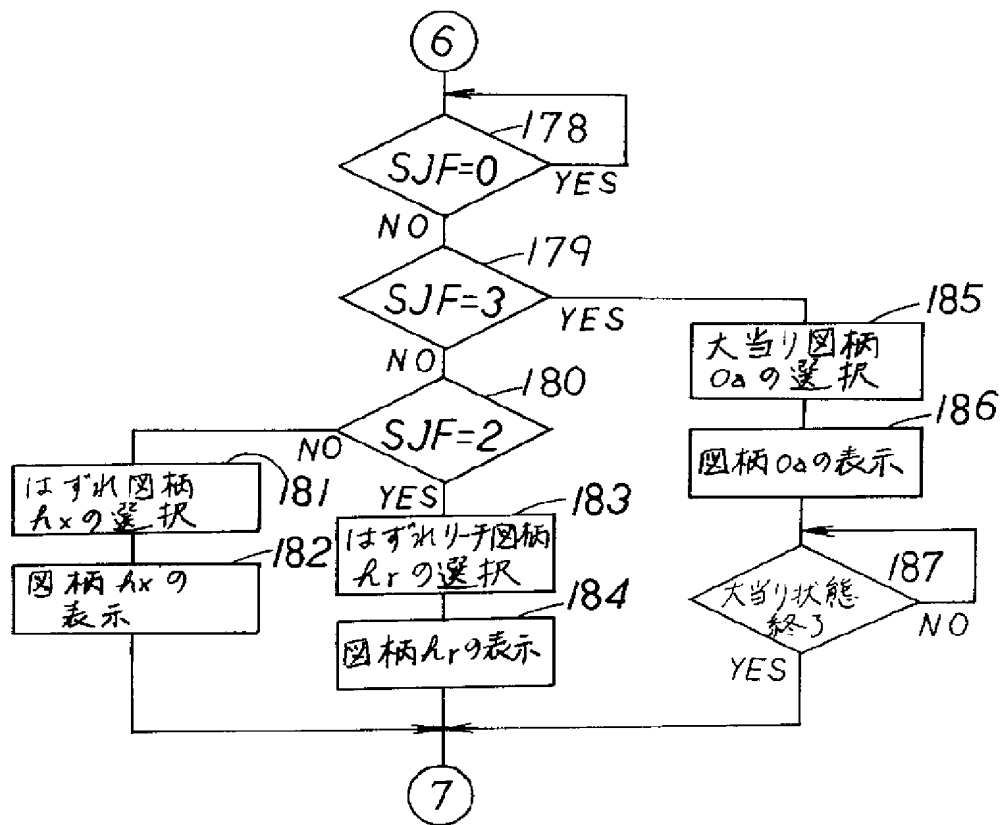 6
178
SJF=0
YES
NO
179
SJF=3
YES
NO
185
大当り図柄
Oaの選択
180
SJF=2
NO
YES
186
図柄Oaの表示
181
はずれ図柄
hxの選択
183
はずれリーチ図柄
hrの選択
182
図柄hxの
表示
184
図柄hrの表示
187
大当り状態
終了
NO
YES
7